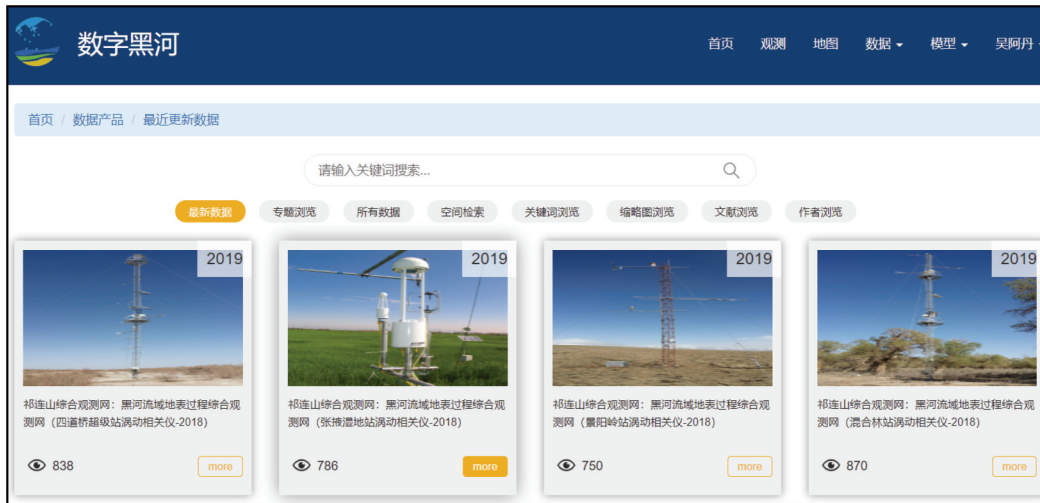 数字黑河
首页 观测 地图 数据 模型 吴阿丹
首页 / 数据产品 / 最近更新数据
请输入关键词搜索...
最新数据 专题浏览 所有数据 空间检索 关键词浏览 缩略图浏览 文献浏览 作者浏览
2019 2019 2019 2019
祁连山综合观测网：黑河流域地表过程综合观
测网（四道桥超级站涡动相关仪-2018）
838 more
祁连山综合观测网：黑河流域地表过程综合观
测网（张掖湿地站涡动相关仪-2018）
786 more
祁连山综合观测网：黑河流域地表过程综合观
测网（景阳岭站涡动相关仪-2018）
750 more
祁连山综合观测网：黑河流域地表过程综合观
测网（混合林站涡动相关仪-2018）
870 more